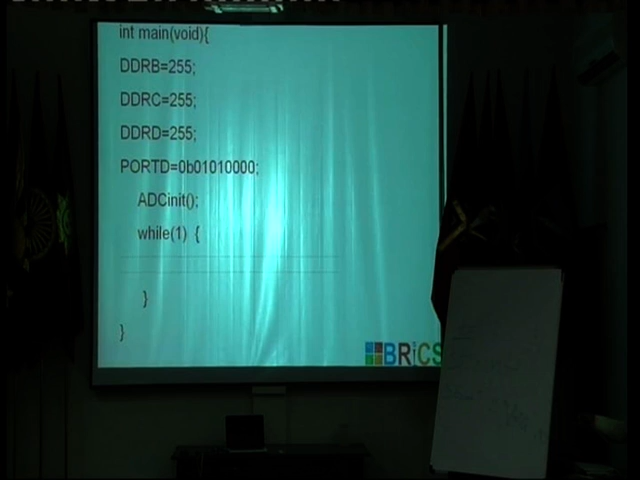 int main(void){
DDRB=255;
DDRC=255;
DDRD=255;
PORTD=0b01010000;
ADCinit();
while(1) {
}
}
BRiCS